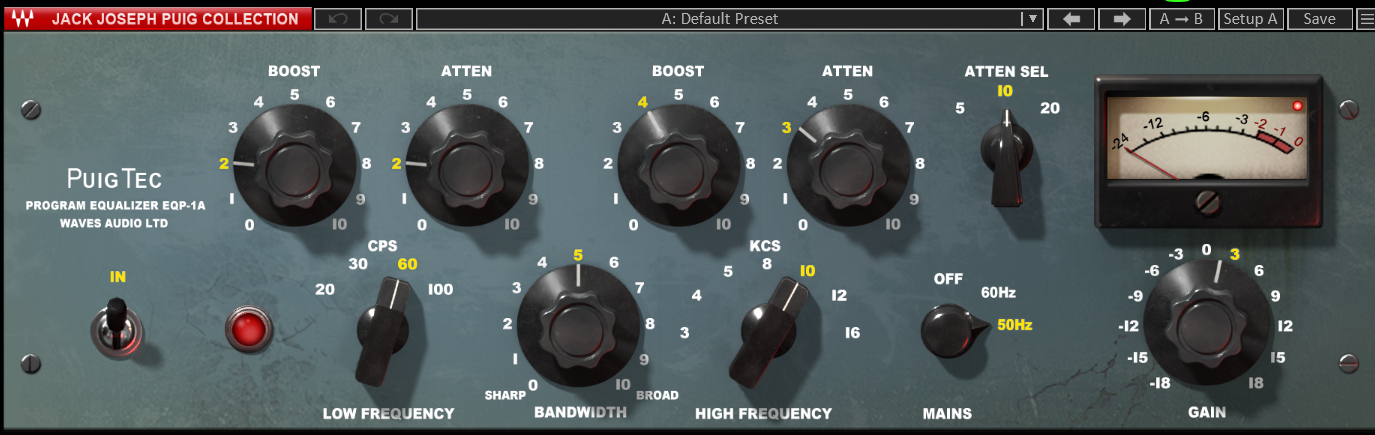 JACK JOSEPH PUIG COLLECTION
A: Default Preset
A → B
Setup A
Save
BOOST
ATTEN
BOOST
ATTEN
ATTEN SEL
0 1 2 3 4 5 6 7 8 9 10
0 1 2 3 4 5 6 7 8 9 10
0 1 2 3 4 5 6 7 8 9 10
0 1 2 3 4 5 6 7 8 9 10
5 10 20
-24 -12 -6 -3 -2 -1 0
PUIGTEC
PROGRAM EQUALIZER EQP-1A
WAVES AUDIO LTD
IN
CPS
20 30 60 100
LOW FREQUENCY
0 1 2 3 4 5 6 7 8 9 10
SHARP
BROAD
BANDWIDTH
KCS
3 4 5 8 10 12 16
HIGH FREQUENCY
OFF
60Hz
50Hz
MAINS
-18 -15 -12 -9 -6 -3 0 3 6 9 12 15 18
GAIN